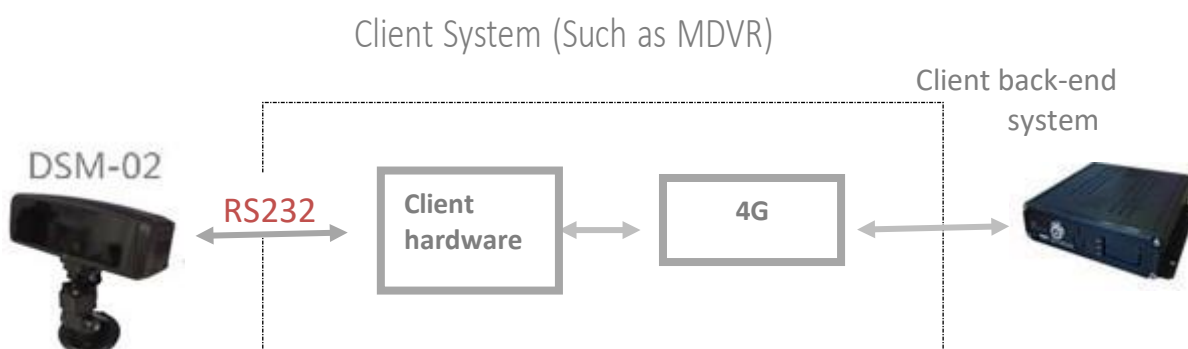 Client System (Such as MDVR)
Client back-end
system
DSM-02
RS232
Client
hardware
4G